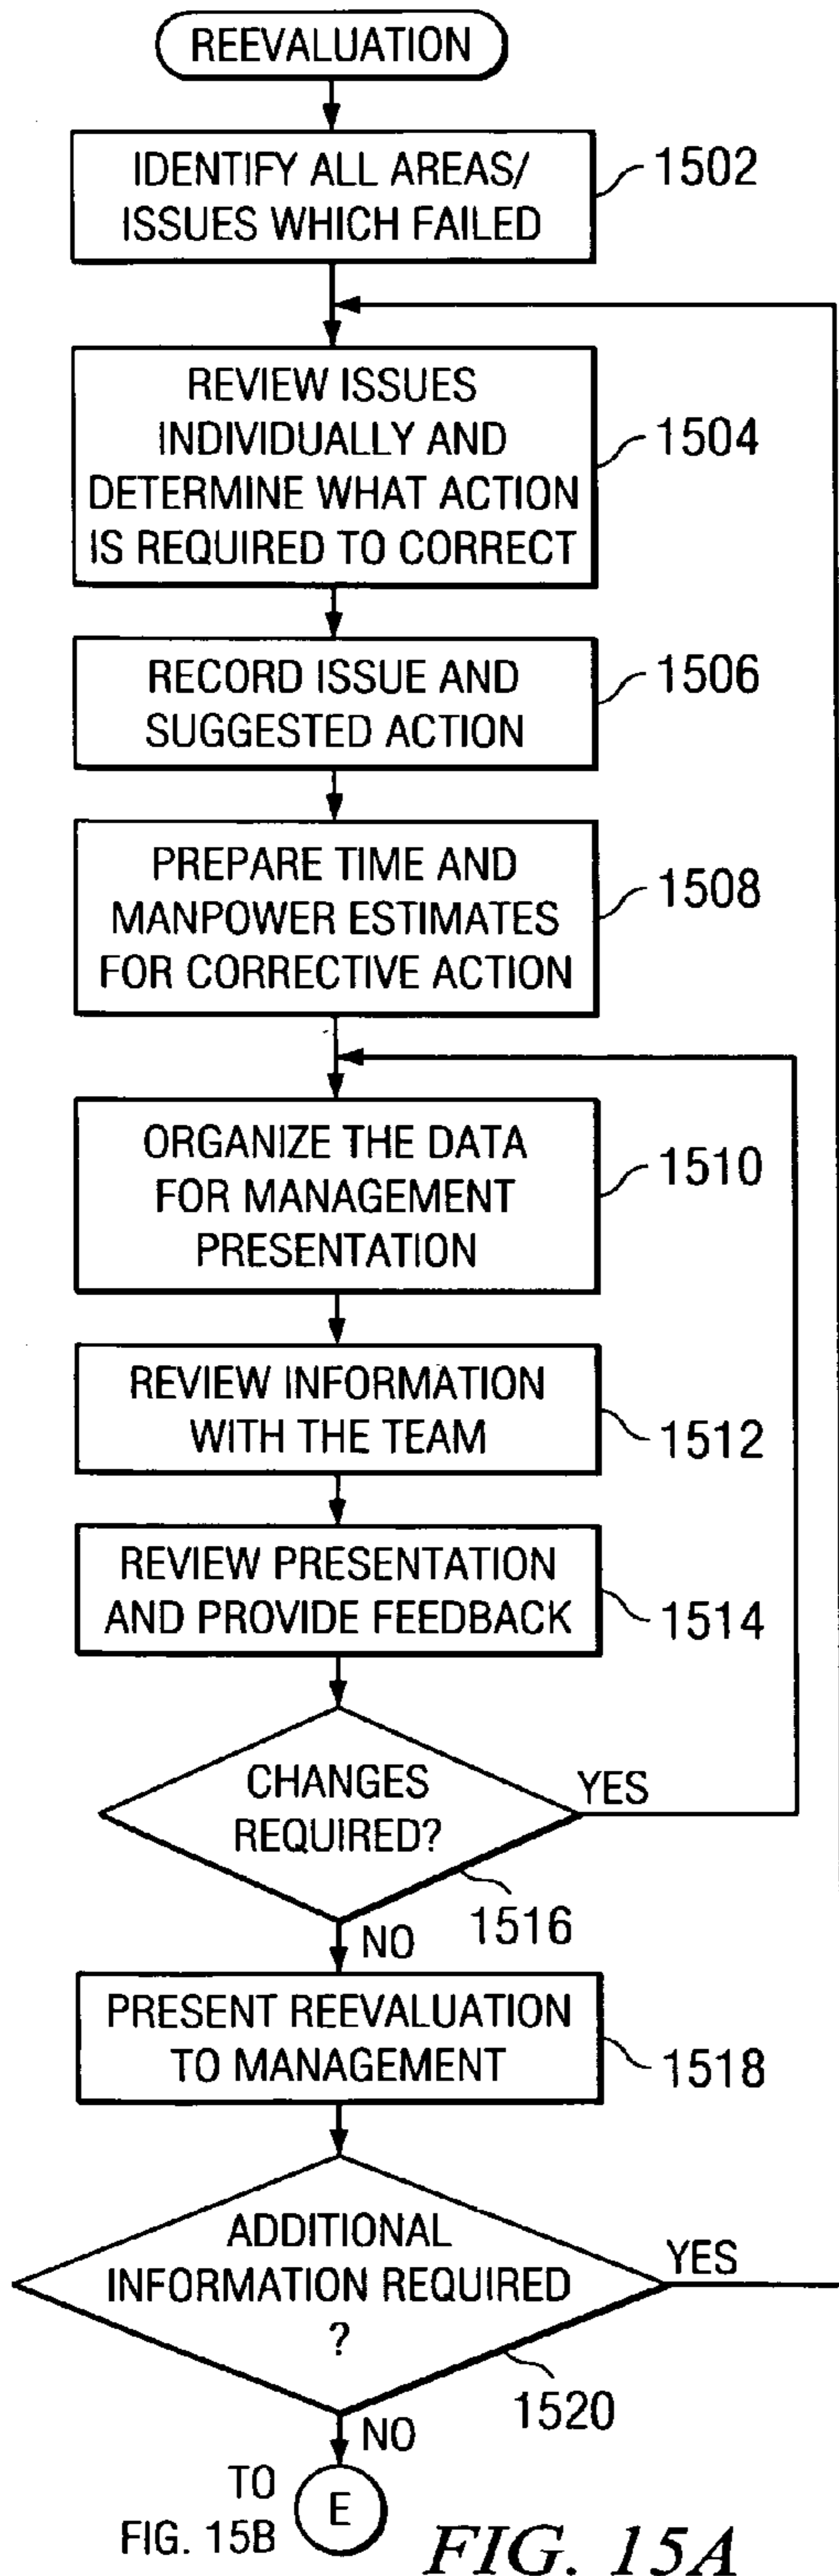 REEVALUATION
IDENTIFY ALL AREAS/
ISSUES WHICH FAILED
1502
REVIEW ISSUES
INDIVIDUALLY AND
DETERMINE WHAT ACTION
IS REQUIRED TO CORRECT
1504
RECORD ISSUE AND
SUGGESTED ACTION
1506
PREPARE TIME AND
MANPOWER ESTIMATES
FOR CORRECTIVE ACTION
1508
ORGANIZE THE DATA
FOR MANAGEMENT
PRESENTATION
1510
REVIEW INFORMATION
WITH THE TEAM
1512
REVIEW PRESENTATION
AND PROVIDE FEEDBACK
1514
CHANGES
REQUIRED?
YES
1516
NO
PRESENT REEVALUATION
TO MANAGEMENT
1518
ADDITIONAL
INFORMATION REQUIRED
?
YES
1520
NO
TO
FIG. 15B
E
FIG. 15A